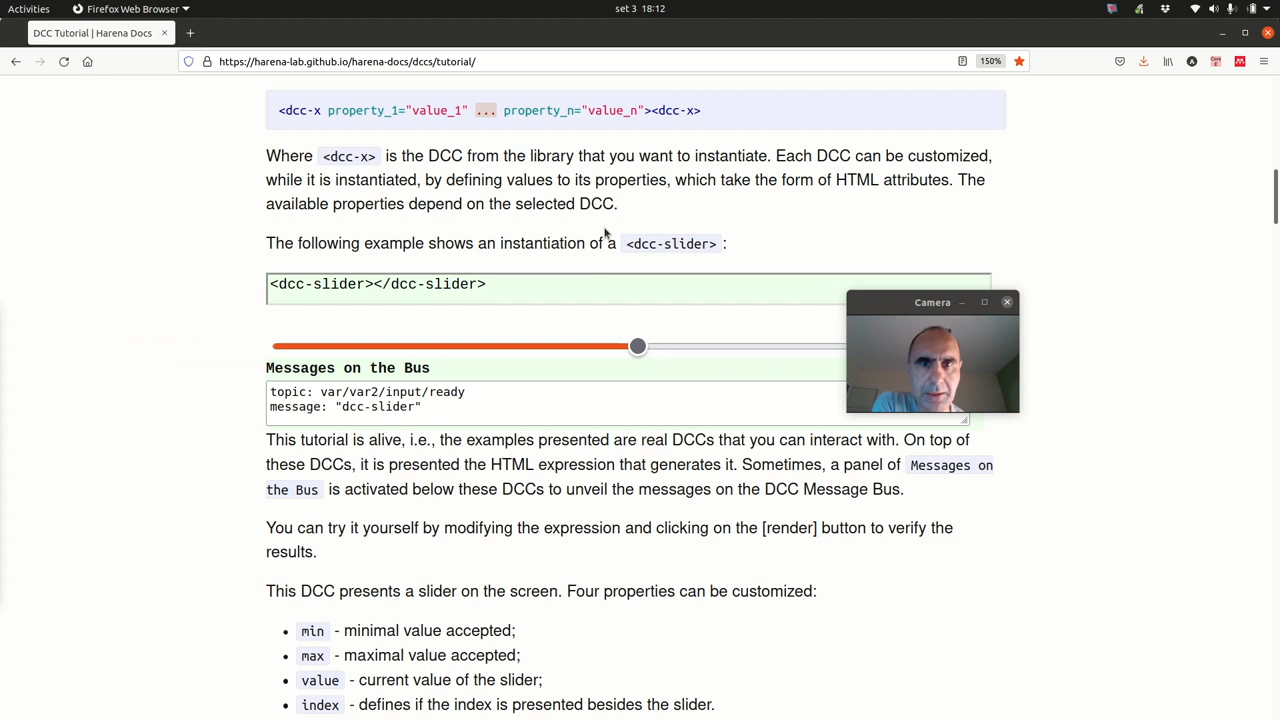 Activities
Firefox Web Browser
set 3 18:12
DCC Tutorial | Harena Docs
https://harena-lab.github.io/harena-docs/dccs/tutorial/
150%
<dcc-x property_1="value_1" ... property_n="value_n"><dcc-x>
Where <dcc-x> is the DCC from the library that you want to instantiate. Each DCC can be customized,
while it is instantiated, by defining values to its properties, which take the form of HTML attributes. The
available properties depend on the selected DCC.
The following example shows an instantiation of a <dcc-slider> :
<dcc-slider></dcc-slider>
Camera
Messages on the Bus
topic: var/var2/input/ready
message: "dcc-slider"
This tutorial is alive, i.e., the examples presented are real DCCs that you can interact with. On top of
these DCCs, it is presented the HTML expression that generates it. Sometimes, a panel of Messages on
the Bus is activated below these DCCs to unveil the messages on the DCC Message Bus.
You can try it yourself by modifying the expression and clicking on the [render] button to verify the
results.
This DCC presents a slider on the screen. Four properties can be customized:
• min - minimal value accepted;
• max - maximal value accepted;
• value - current value of the slider;
• index - defines if the index is presented besides the slider.